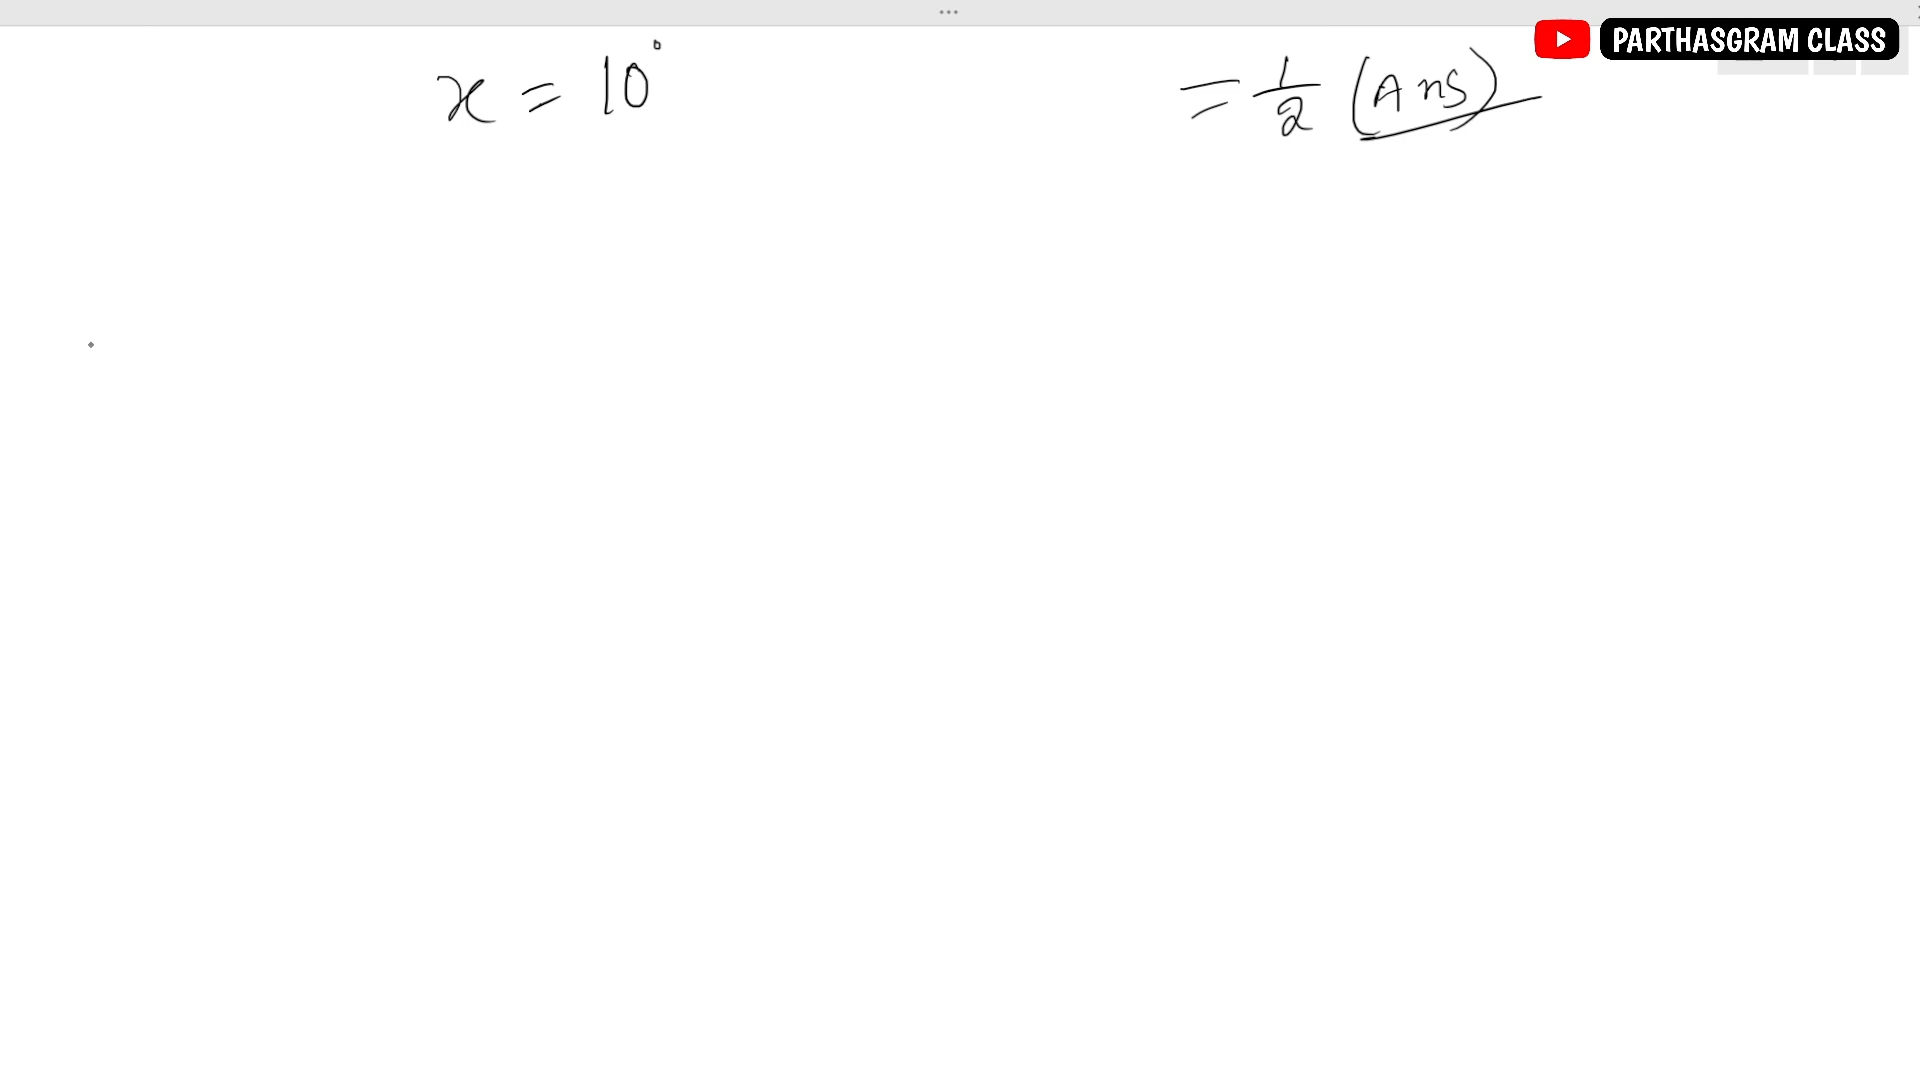 PARTHASGRAM CLASS
x = 10°
= 1/2 (Ans)